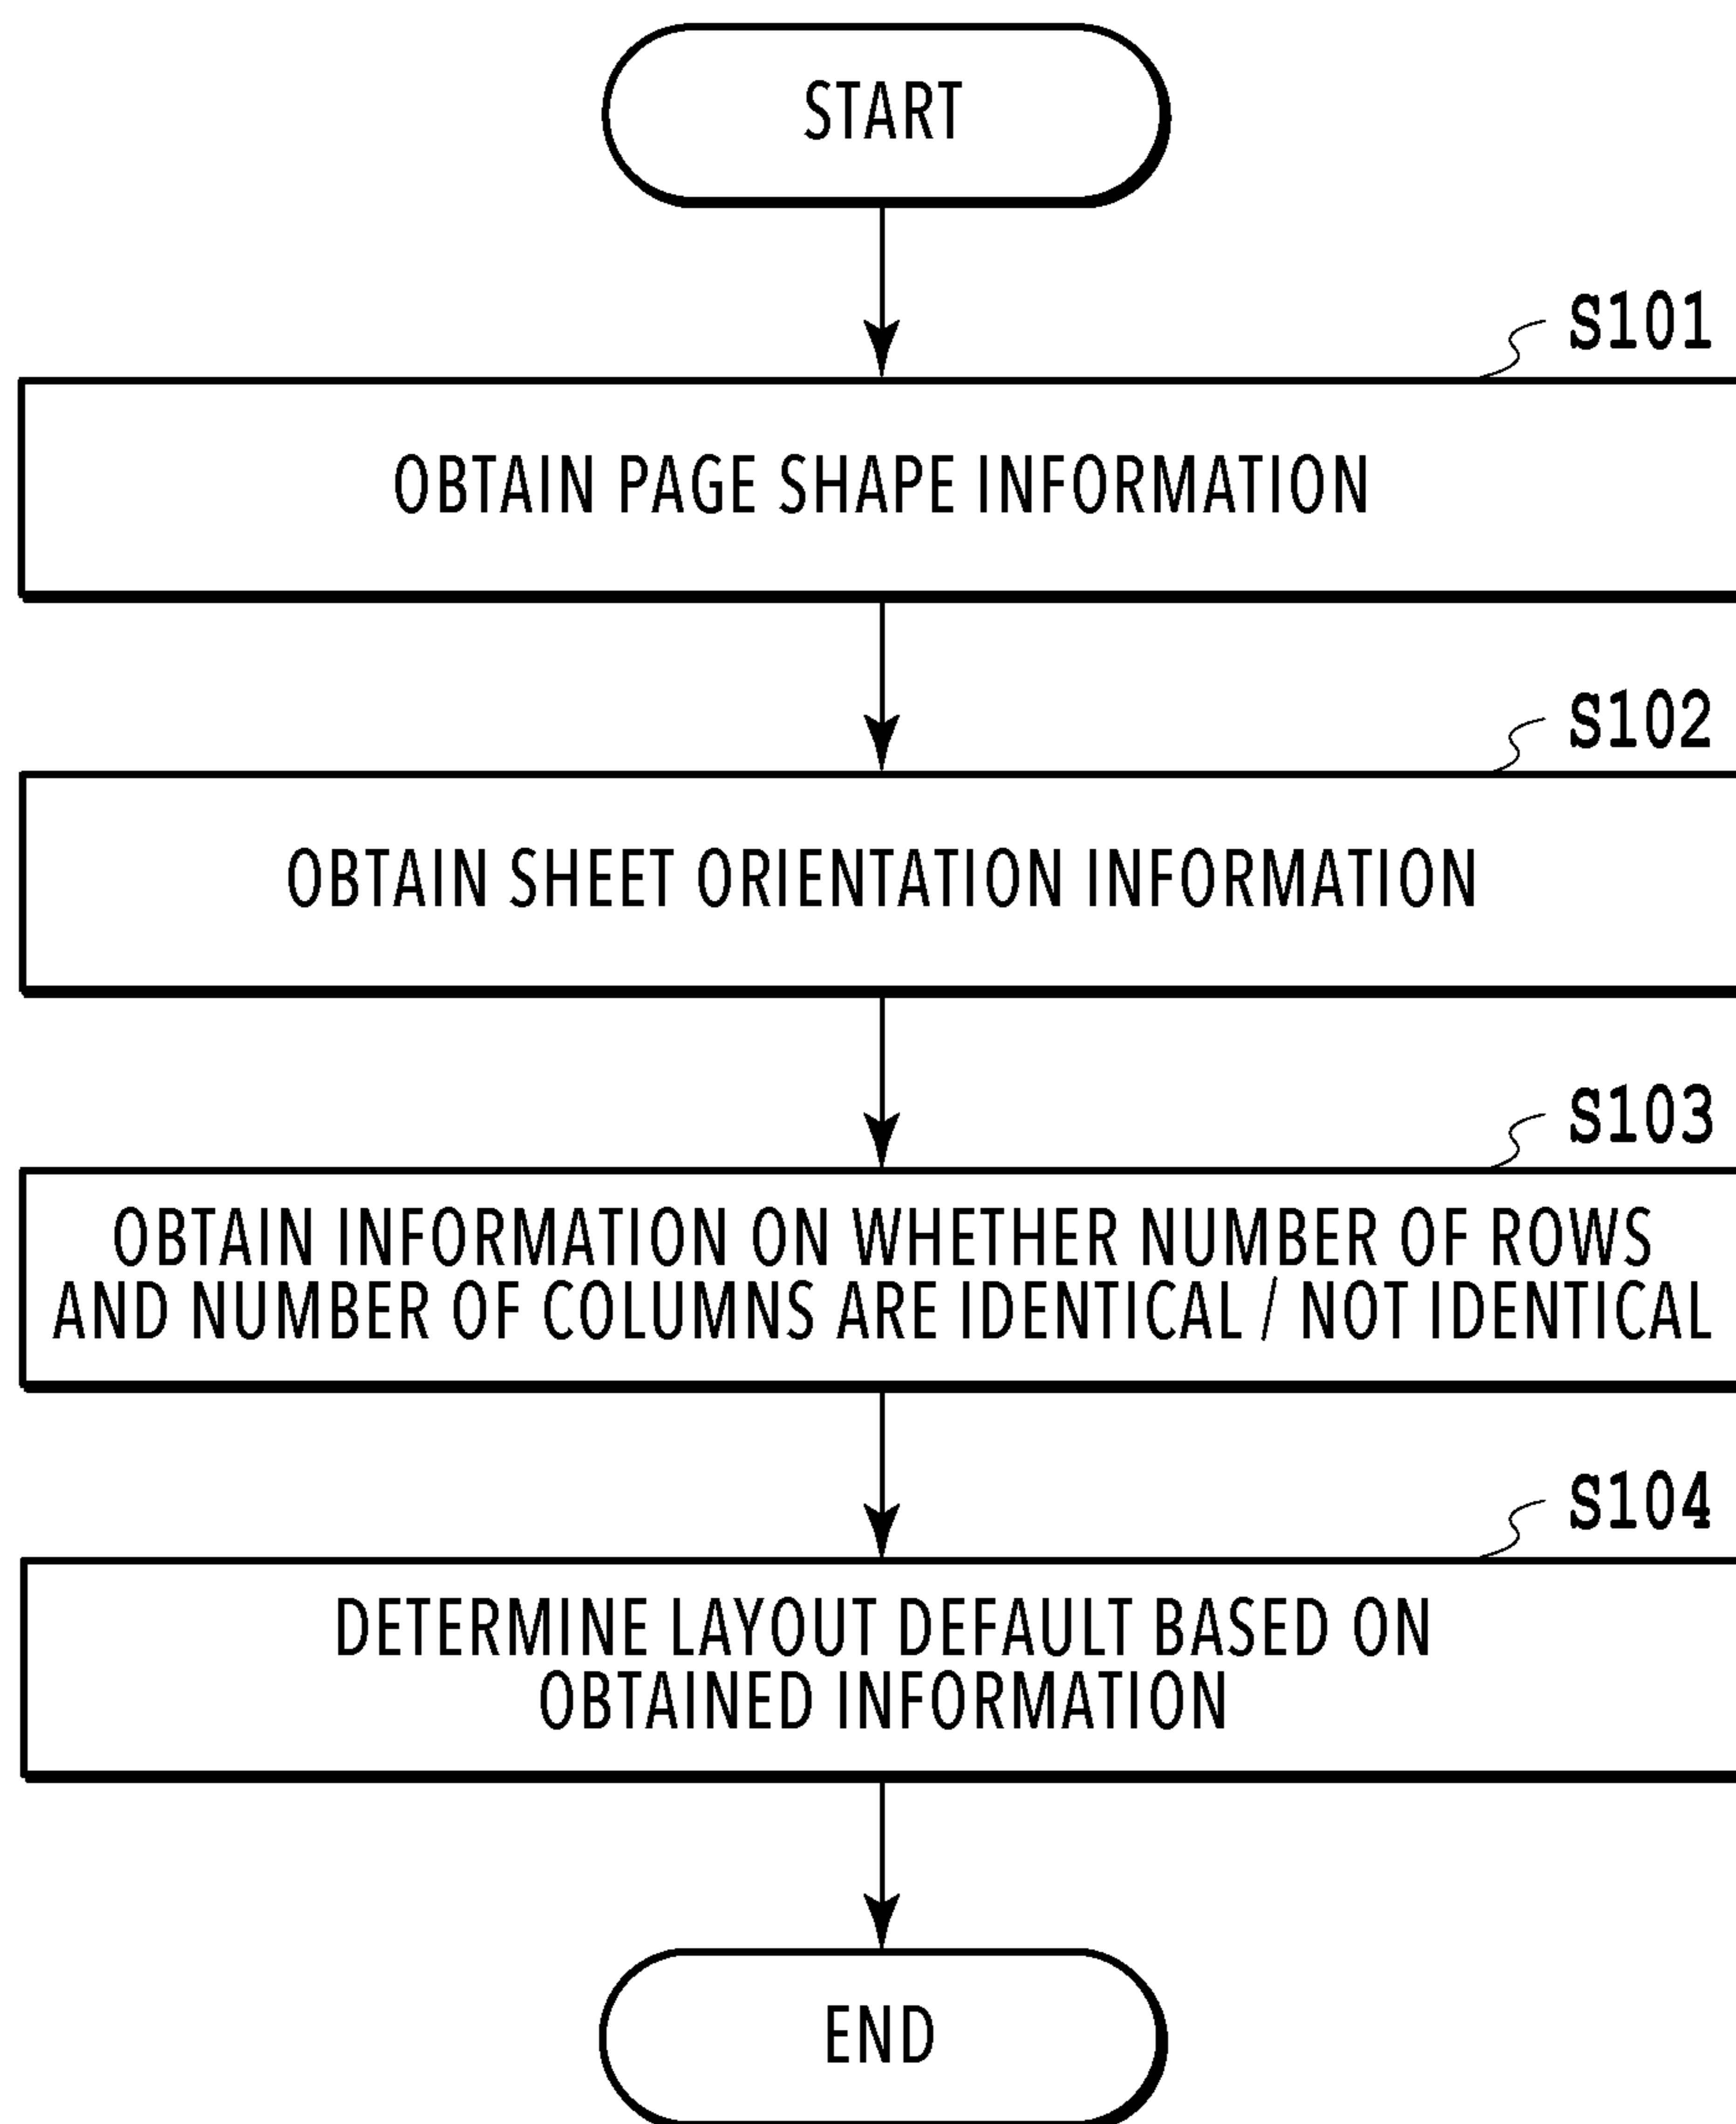 START
S101
OBTAIN PAGE SHAPE INFORMATION
S102
OBTAIN SHEET ORIENTATION INFORMATION
S103
OBTAIN INFORMATION ON WHETHER NUMBER OF ROWS
AND NUMBER OF COLUMNS ARE IDENTICAL / NOT IDENTICAL
S104
DETERMINE LAYOUT DEFAULT BASED ON
OBTAINED INFORMATION
END